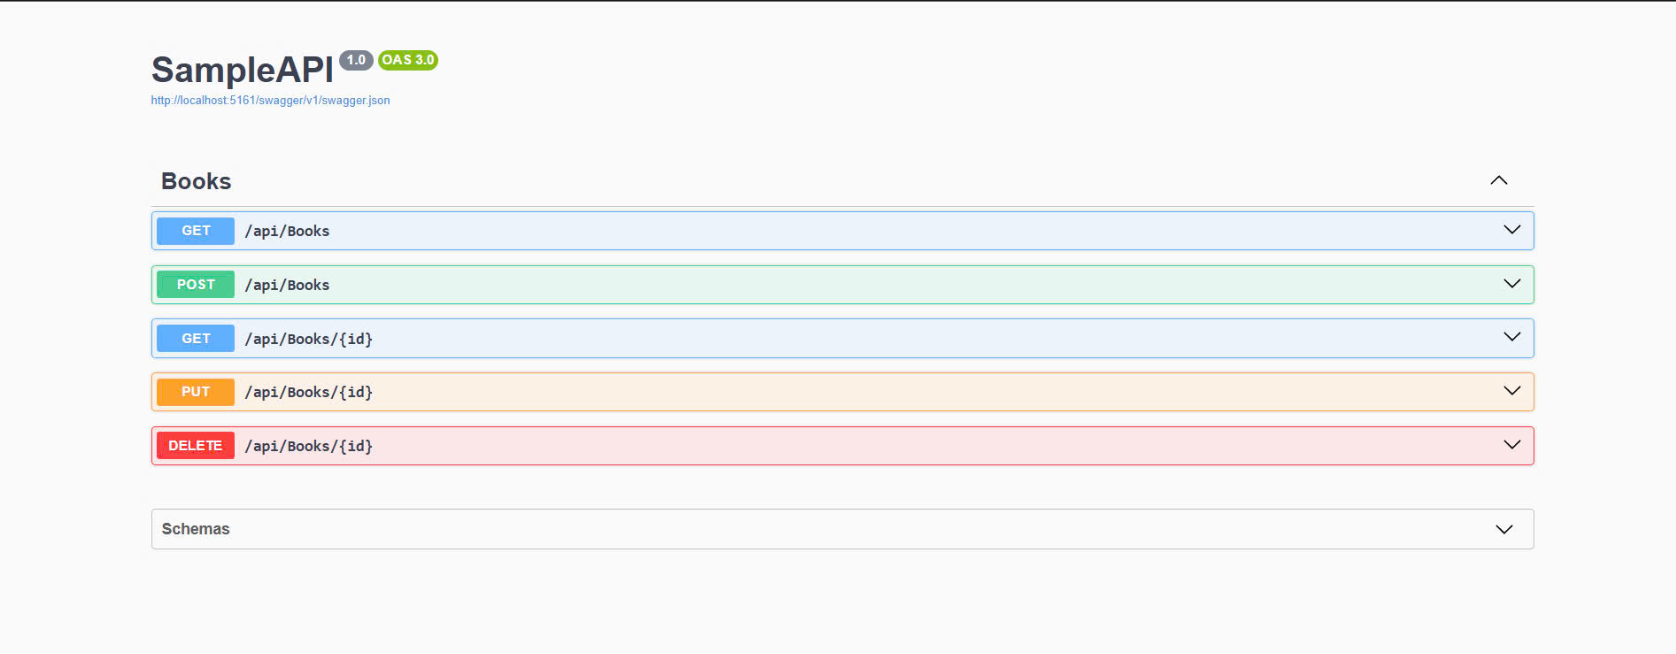 SampleAPI 1.0 OAS 3.0
http://localhost:5161/swagger/v1/swagger.json
Books
GET /api/Books
POST /api/Books
GET /api/Books/{id}
PUT /api/Books/{id}
DELETE /api/Books/{id}
Schemas